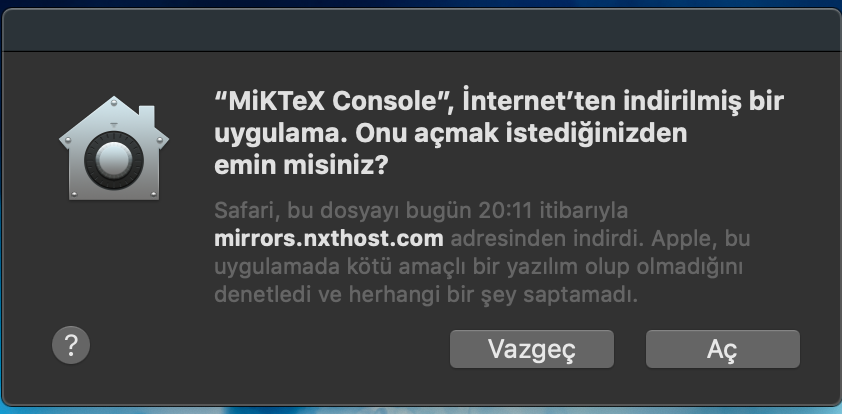 “MiKTeX Console”, İnternet’ten indirilmiş bir
uygulama. Onu açmak istediğinizden
emin misiniz?
Safari, bu dosyayı bugün 20:11 itibarıyla
mirrors.nxthost.com adresinden indirdi. Apple, bu
uygulamada kötü amaçlı bir yazılım olup olmadığını
denetledi ve herhangi bir şey saptamadı.
?
Vazgeç
Aç